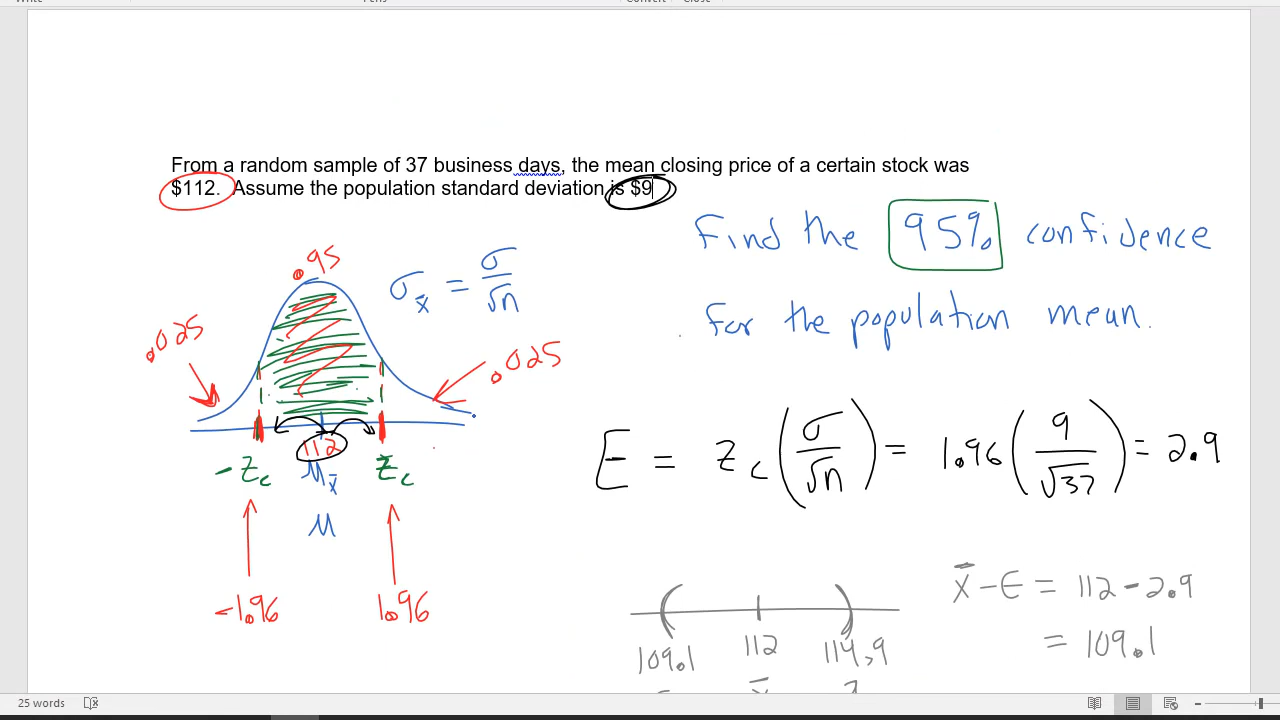 From a random sample of 37 business days, the mean closing price of a certain stock was
$112. Assume the population standard deviation is $9
Find the 95% confidence
for the population mean.
.95
σx̄ = σ/√n
.025
.025
112
-Zc μx̄ Zc
μ
-1.96 1.96
E = Zc (σ/√n) = 1.96 (9/√37) = 2.9
x̄ - E = 112 - 2.9
= 109.1
109.1 112 114.9
25 words